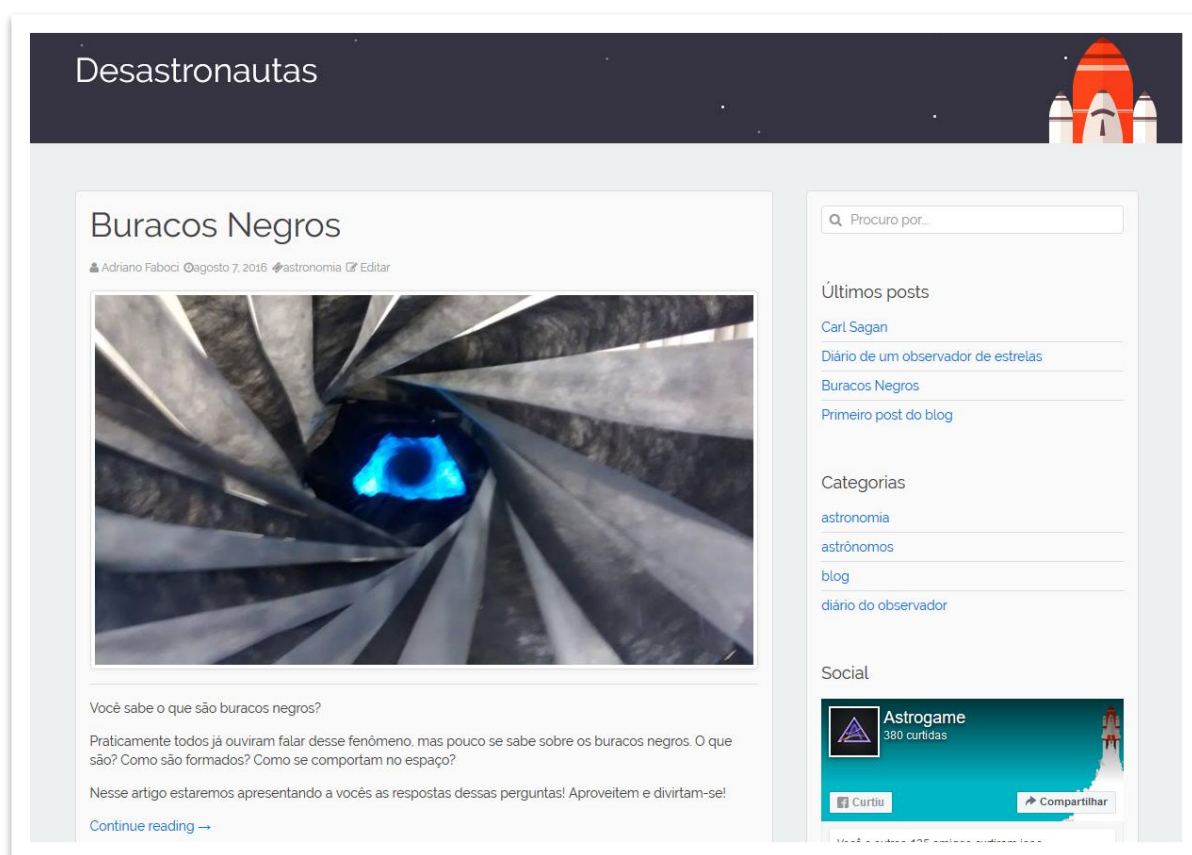 Desastronautas
Buracos Negros
Adriano Faboci agosto 7, 2016 astronomia Editar
Você sabe o que são buracos negros?
Praticamente todos já ouviram falar desse fenômeno, mas pouco se sabe sobre os buracos negros. O que
são? Como são formados? Como se comportam no espaço?
Nesse artigo estaremos apresentando a vocês as respostas dessas perguntas! Aproveitem e divirtam-se!
Continue reading →
Procuro por...
Últimos posts
Carl Sagan
Diário de um observador de estrelas
Buracos Negros
Primeiro post do blog
Categorias
astronomia
astrônomos
blog
diário do observador
Social
Astrogame
380 curtidas
Curtiu
Compartilhar